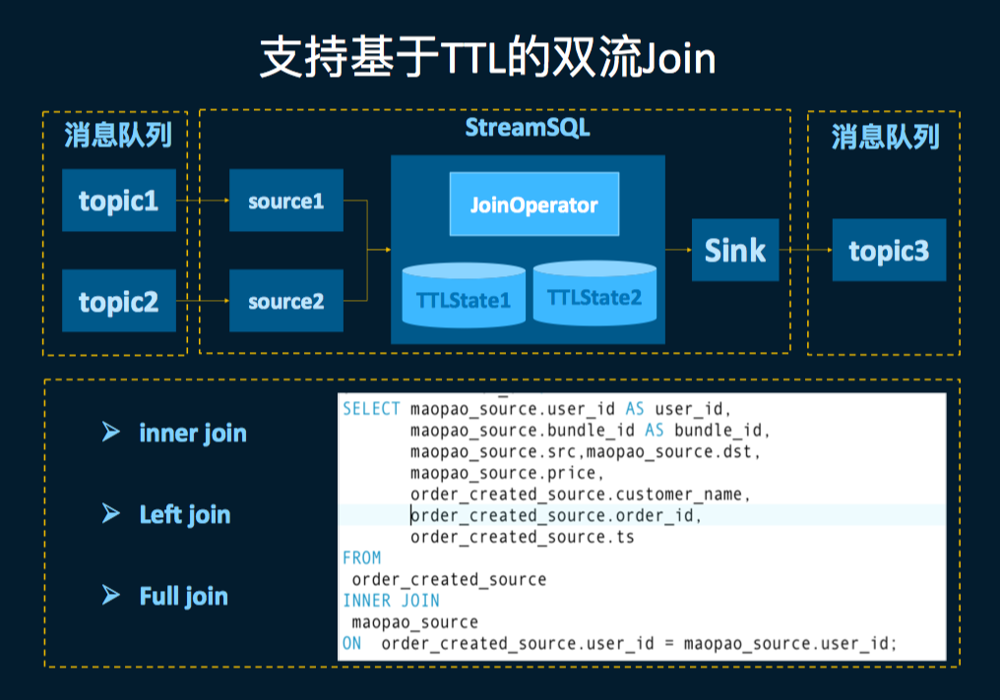 支持基于TTL的双流Join
消息队列
StreamSQL
消息队列
topic1
source1
JoinOperator
Sink
topic3
topic2
source2
TTLState1
TTLState2
➢ inner join
➢ Left join
➢ Full join
SELECT maopao_source.user_id AS user_id,
maopao_source.bundle_id AS bundle_id,
maopao_source.src,maopao_source.dst,
maopao_source.price,
order_created_source.customer_name,
order_created_source.order_id,
order_created_source.ts
FROM
order_created_source
INNER JOIN
maopao_source
ON order_created_source.user_id = maopao_source.user_id;